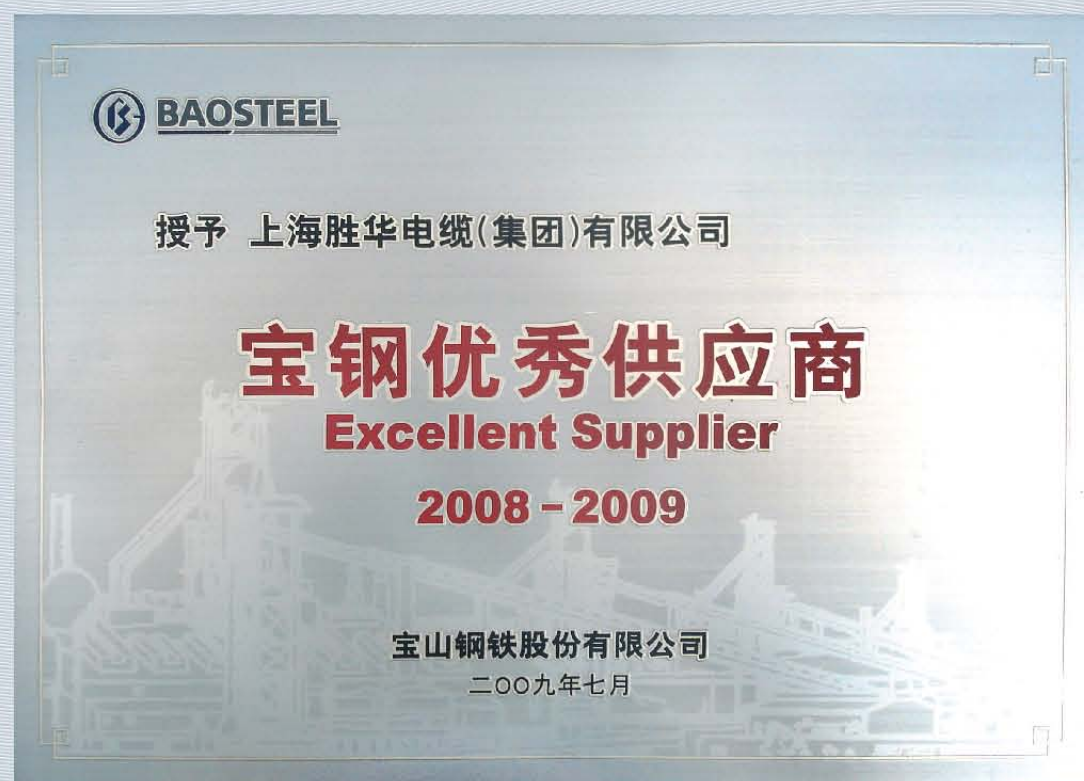 BAOSTEEL
授予 上海胜华电缆(集团)有限公司
宝钢优秀供应商
Excellent Supplier
2008-2009
宝山钢铁股份有限公司
二〇〇九年七月